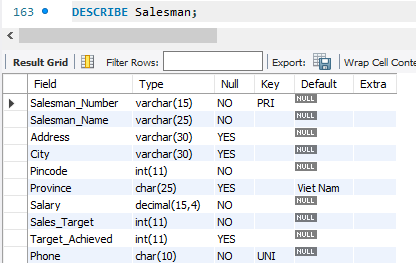 163 DESCRIBE Salesman;
Result Grid Filter Rows: Export: Wrap Cell Conte
Field Type Null Key Default Extra
Salesman_Number varchar(15) NO PRI NULL
Salesman_Name varchar(25) NO NULL
Address varchar(30) YES NULL
City varchar(30) YES NULL
Pincode int(11) NO NULL
Province char(25) YES Viet Nam
Salary decimal(15,4) NO NULL
Sales_Target int(11) NO NULL
Target_Achieved int(11) YES NULL
Phone char(10) NO UNI NULL